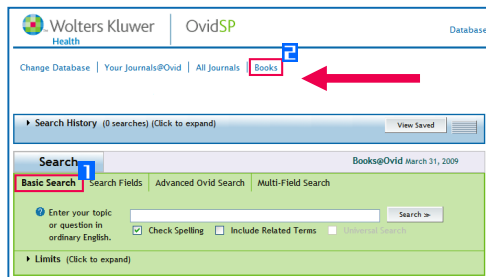 Wolters Kluwer OvidSP
Health
Database
Change Database | Your Journals@Ovid | All Journals | Books
2
Search History (0 searches) (Click to expand) View Saved
Search Books@Ovid March 31, 2009
1
Basic Search Search Fields Advanced Ovid Search Multi-Field Search
Enter your topic
or question in
ordinary English.
Search >>
Check Spelling Include Related Terms Universal Search
Limits (Click to expand)